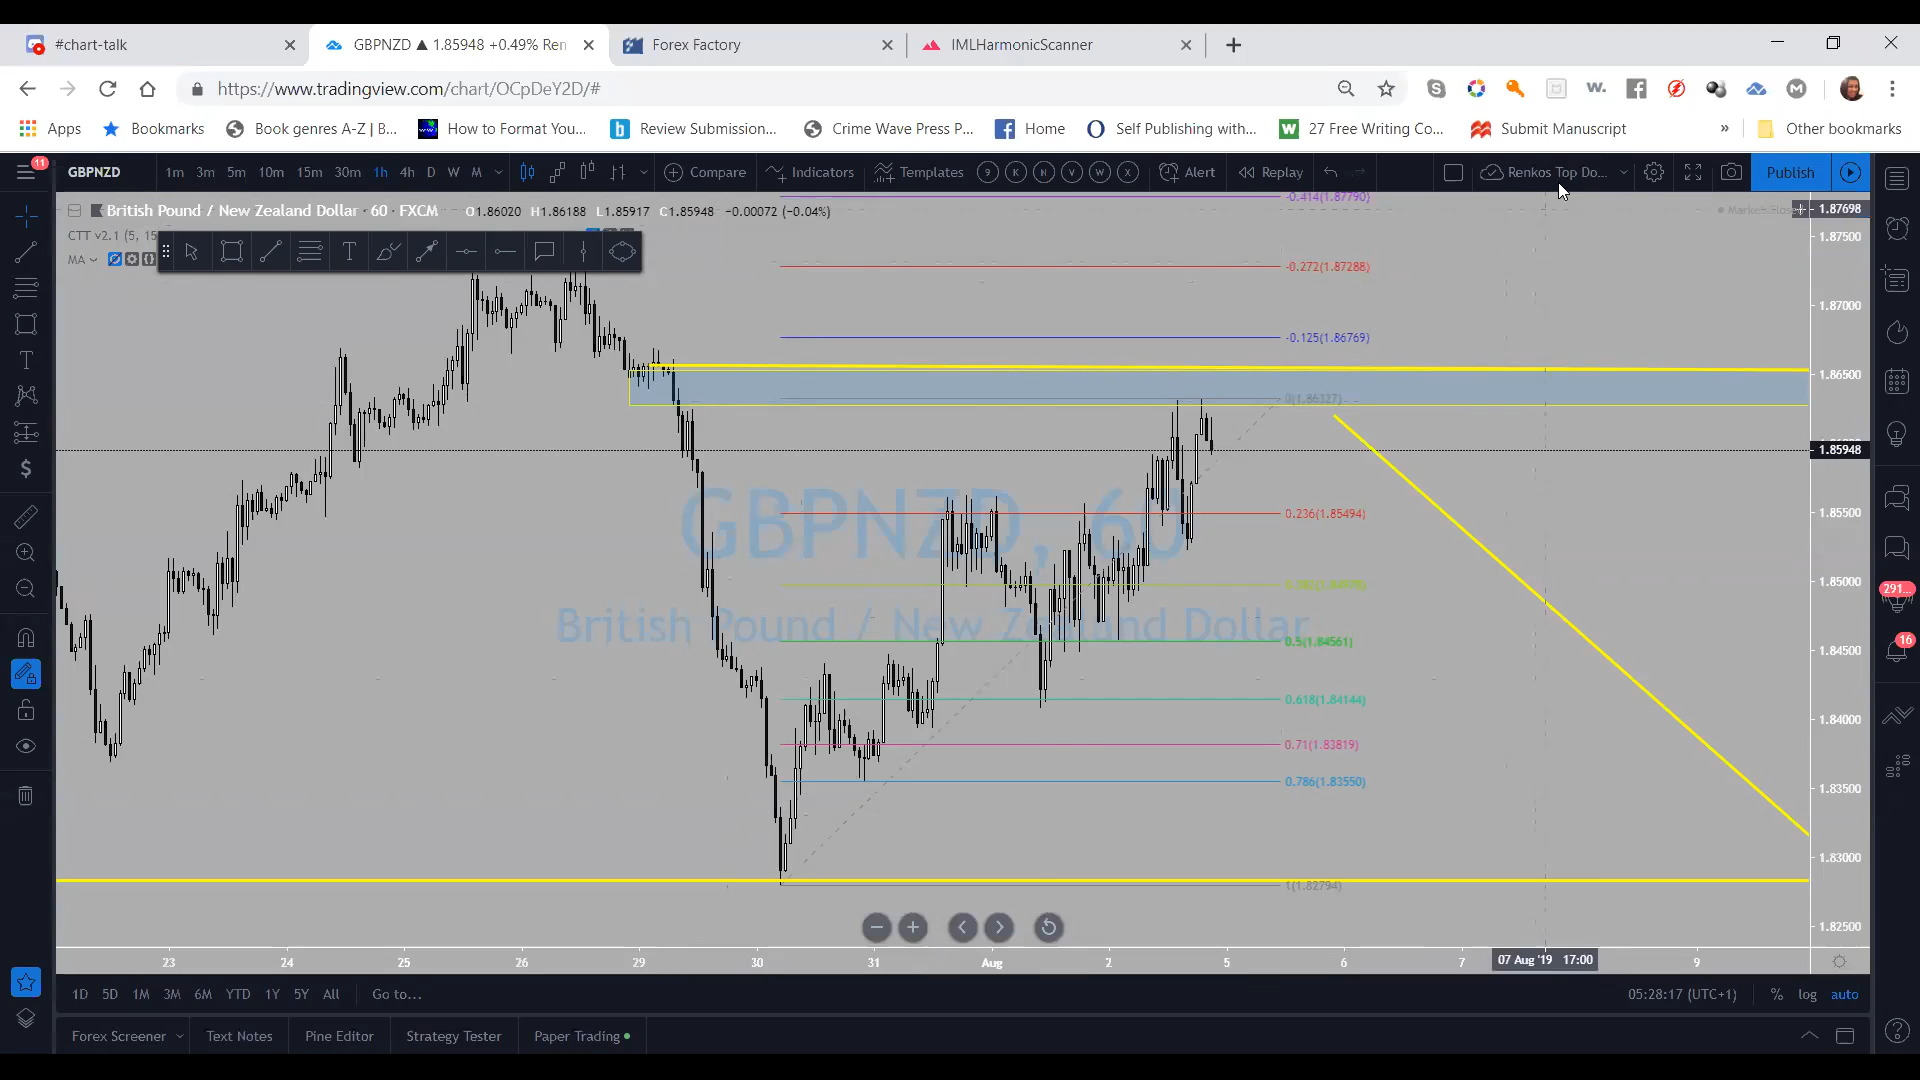 #chart-talk
GBPNZD ▲ 1.85948 +0.49% Ren
Forex Factory
IMLHarmonicScanner
https://www.tradingview.com/chart/OCpDeY2D/#
Apps
Bookmarks
Book genres A-Z | B...
How to Format You...
Review Submission...
Crime Wave Press P...
Home
Self Publishing with...
27 Free Writing Co...
Submit Manuscript
»
Other bookmarks
11
GBPNZD
1m 3m 5m 10m 15m 30m 1h 4h D W M
Compare
Indicators
Templates
9 K N V W X
Alert
Replay
Renkos Top Do...
Publish
British Pound / New Zealand Dollar · 60 · FXCM O1.86020 H1.86188 L1.85917 C1.85948 −0.00072 (−0.04%)
CTT v2.1 (5, 15
MA
-0.414(1.87790)
-0.272(1.87288)
-0.125(1.86769)
0(1.86327)
0.236(1.85494)
0.5(1.84561)
0.618(1.84144)
0.71(1.83819)
0.786(1.83550)
1(1.82794)
GBPNZD, 60
British Pound / New Zealand Dollar
1.87698
1.87500
1.87000
1.86500
1.85948
1.85500
1.85000
1.84500
1.84000
1.83500
1.83000
1.82500
291...
16
23 24 25 26 29 30 31 Aug 2 5 6 7 07 Aug '19 17:00 9
1D 5D 1M 3M 6M YTD 1Y 5Y All Go to...
05:28:17 (UTC+1) % log auto
Forex Screener Text Notes Pine Editor Strategy Tester Paper Trading